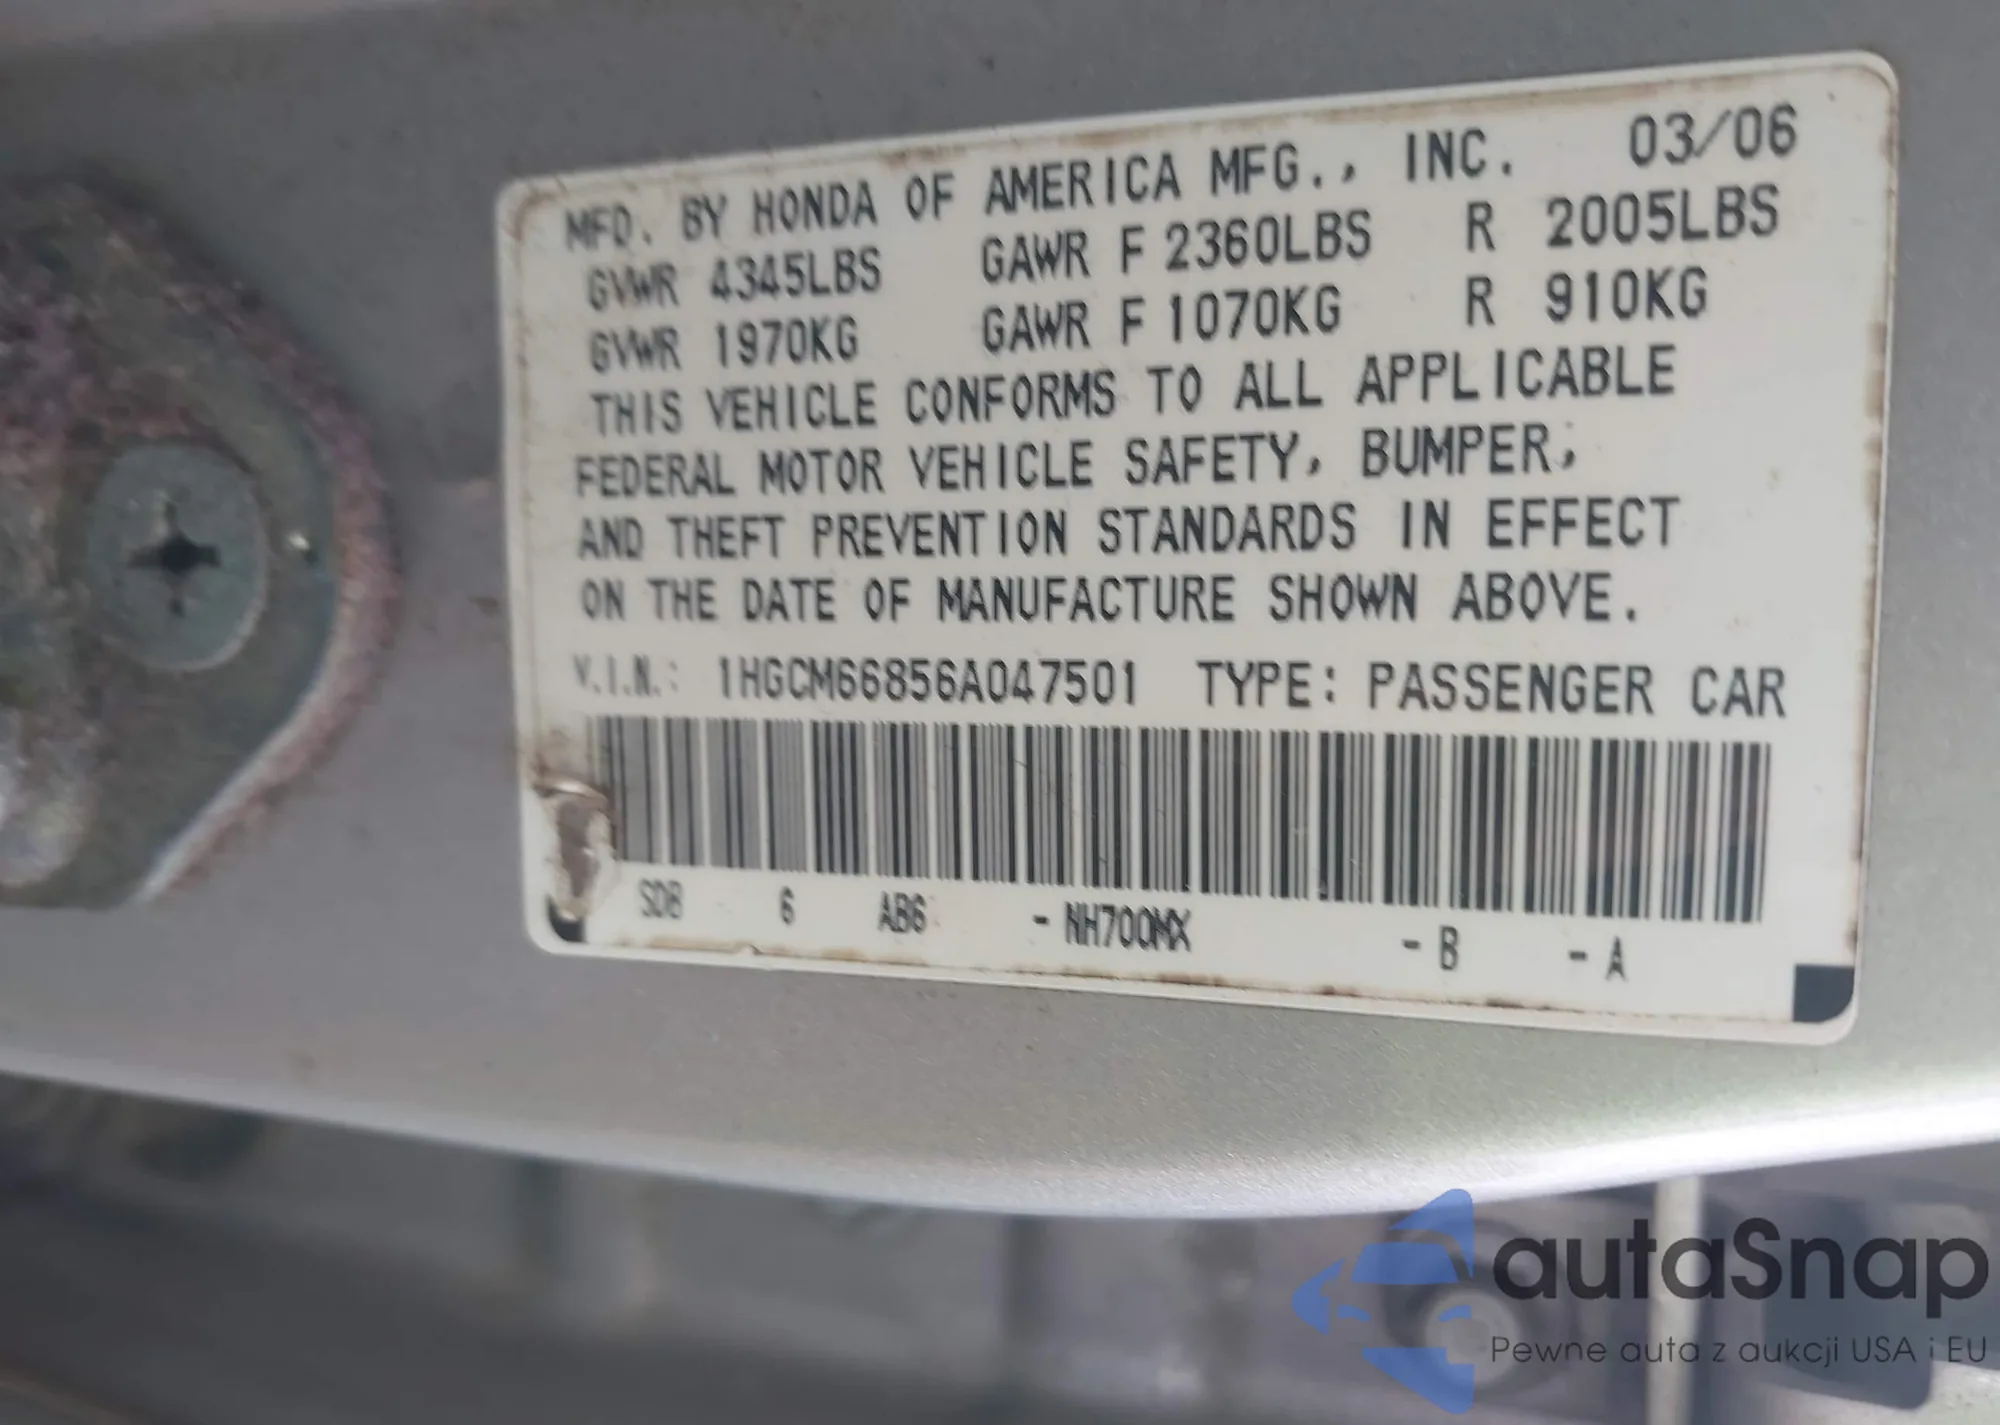 MFD. BY HONDA OF AMERICA MFG., INC. 03/06
GVWR 4345LBS GAWR F 2360LBS R 2005LBS
GVWR 1970KG GAWR F 1070KG R 910KG
THIS VEHICLE CONFORMS TO ALL APPLICABLE
FEDERAL MOTOR VEHICLE SAFETY, BUMPER,
AND THEFT PREVENTION STANDARDS IN EFFECT
ON THE DATE OF MANUFACTURE SHOWN ABOVE.
V.I.N.: 1HGCM66856A047501 TYPE: PASSENGER CAR
SDB 6 AB6 - NH700MX - B - A
autaSnap
Pewne auta z aukcji USA i EU